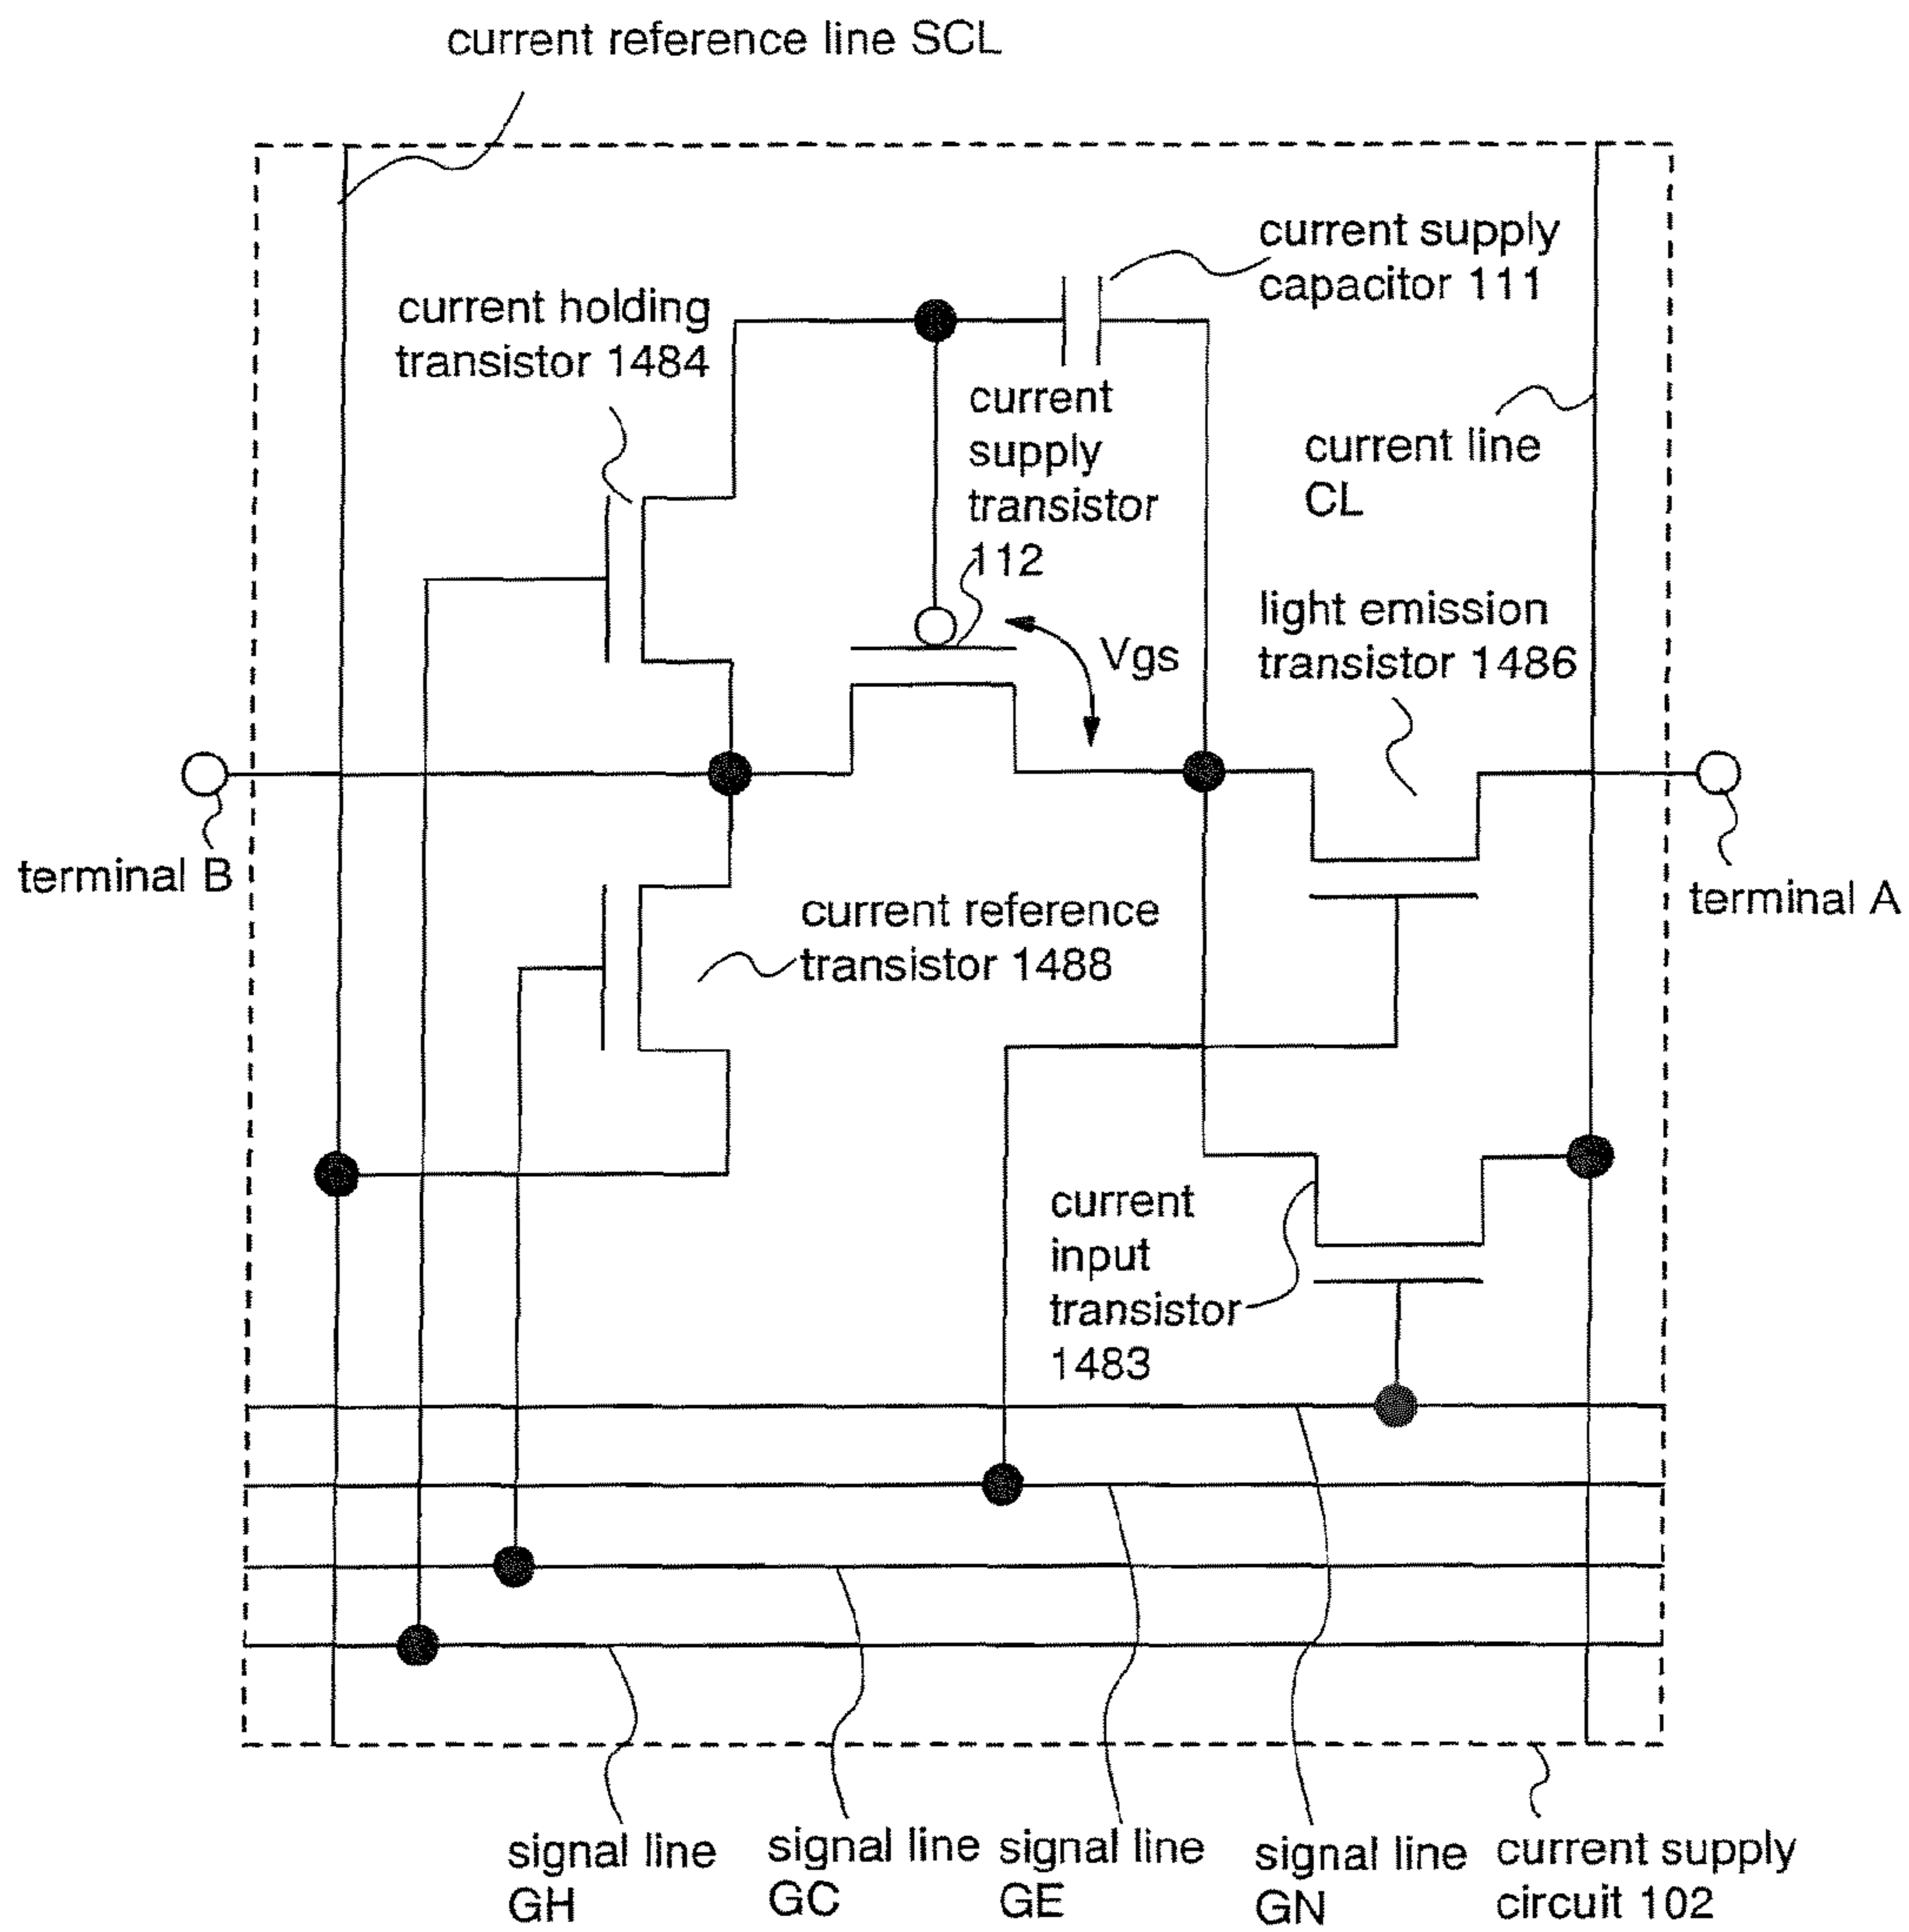 current reference line SCL
current supply
capacitor 111
current holding
transistor 1484
current
supply
transistor
112
current line
CL
Vgs
light emission
transistor 1486
terminal B
terminal A
current reference
transistor 1488
current
input
transistor
1483
signal line
GH
signal line
GC
signal line
GE
signal line
GN
current supply
circuit 102